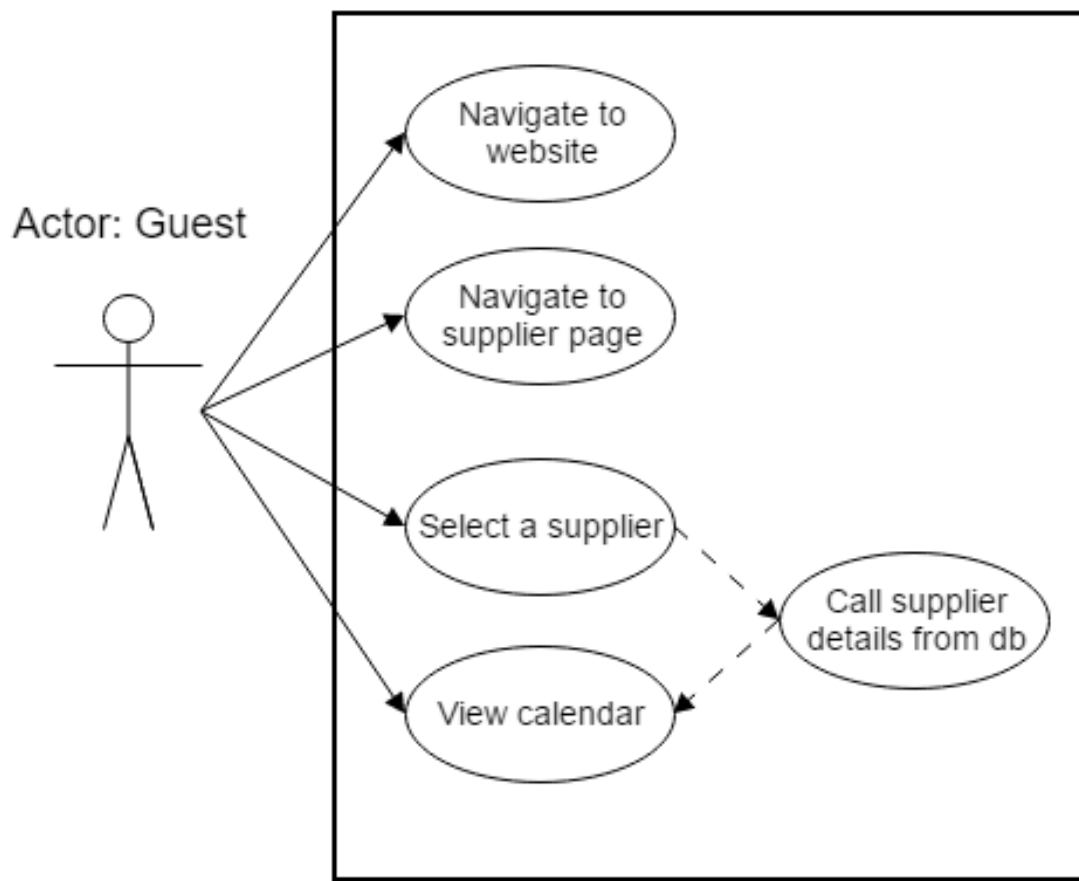 Navigate to
website
Actor: Guest
Navigate to
supplier page
Select a supplier
Call supplier
details from db
View calendar